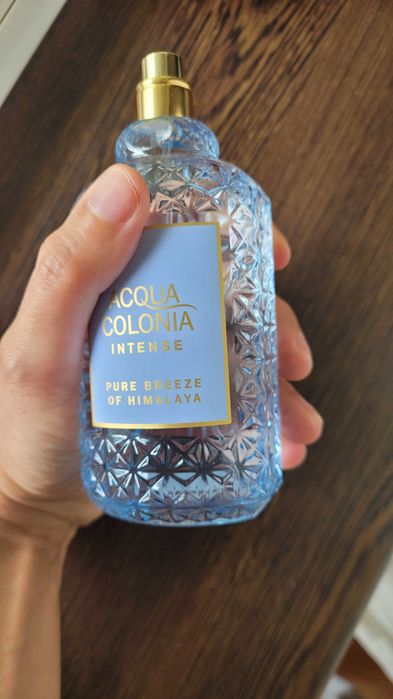 ACQUA
COLONIA
INTENSE
PURE BREEZE
OF HIMALAYA